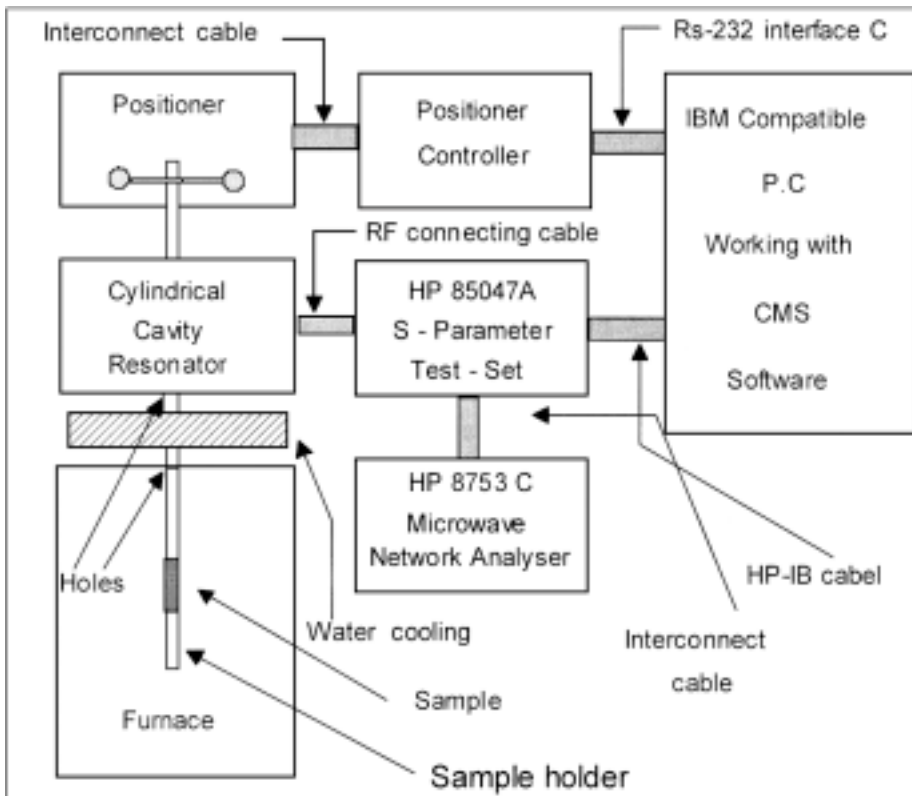 Interconnect cable
Rs-232 interface C
Positioner
Positioner
Controller
IBM Compatible
P.C
Working with
CMS
Software
RF connecting cable
Cylindrical
Cavity
Resonator
HP 85047A
S - Parameter
Test - Set
HP 8753 C
Microwave
Network Analyser
Holes
HP-IB cabel
Water cooling
Interconnect
cable
Sample
Furnace
Sample holder